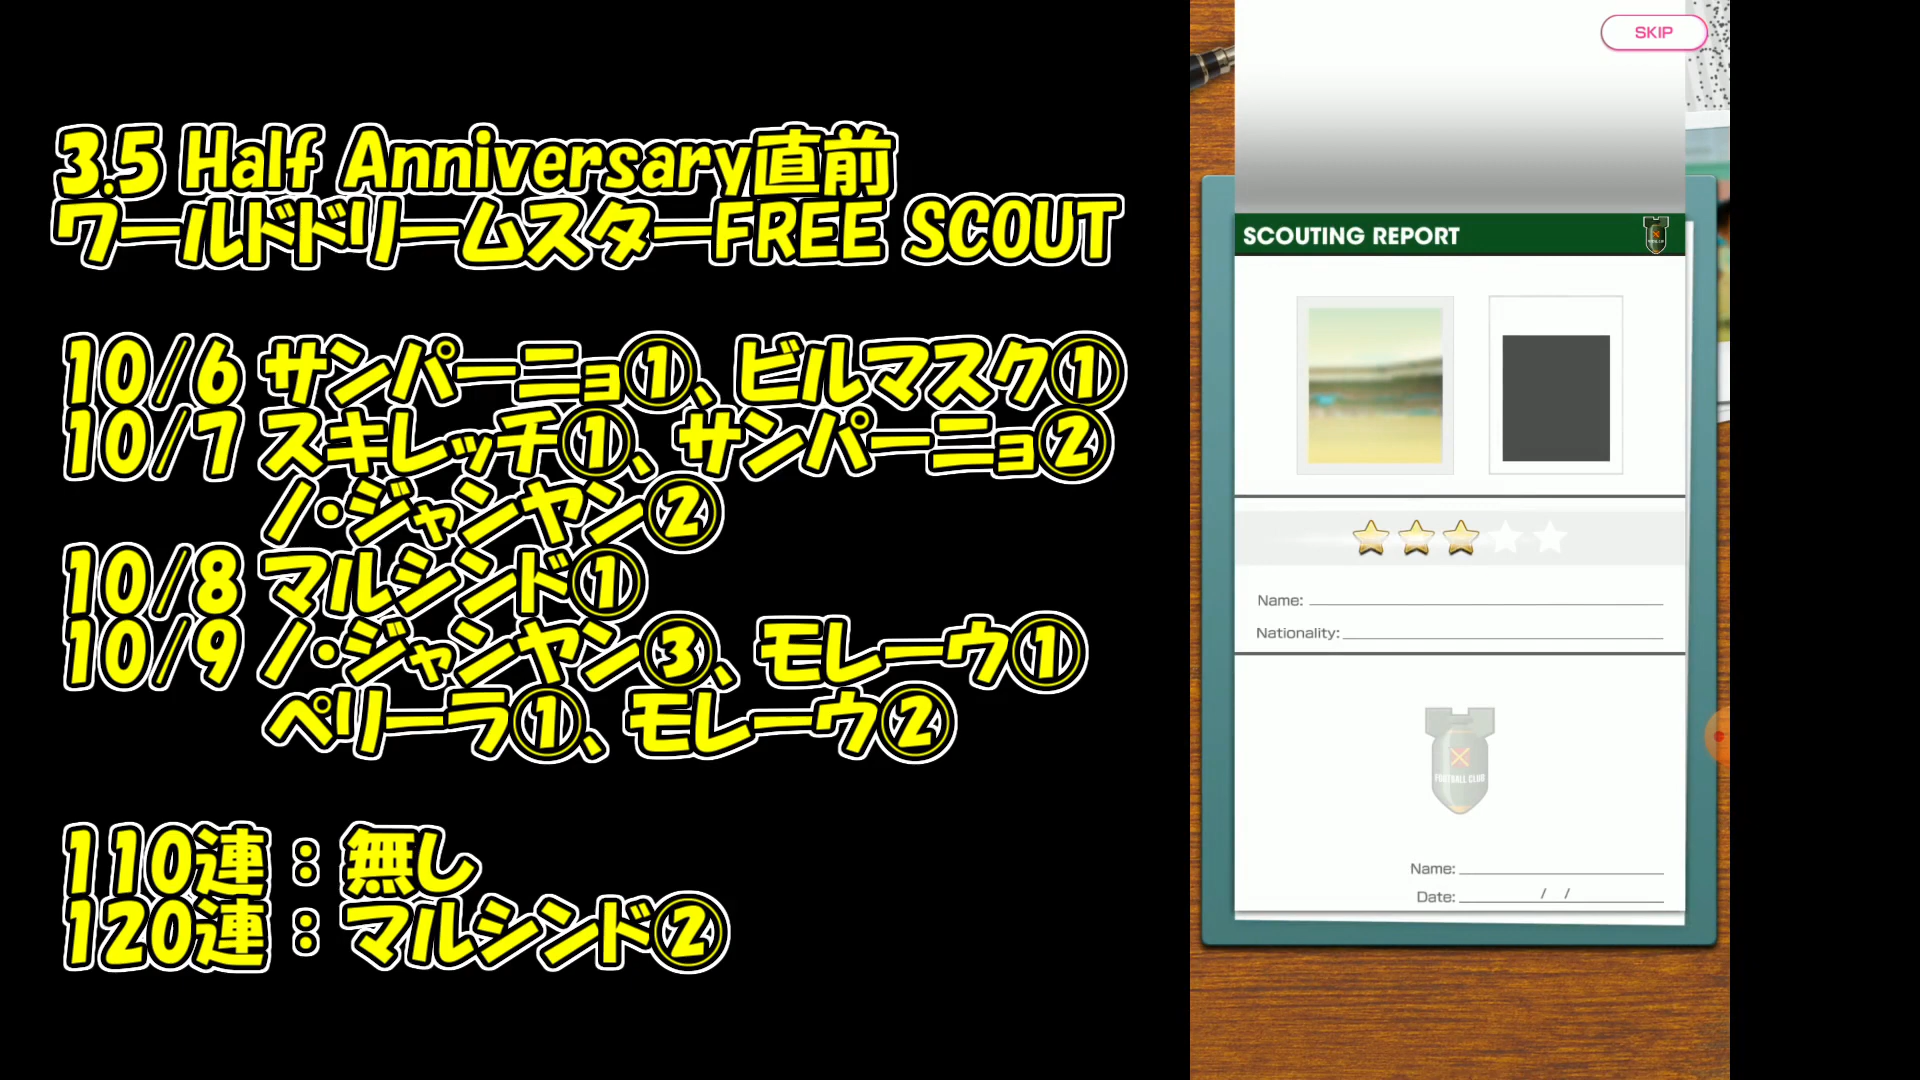 3.5 Half Anniversary直前
ワールドドリームスターFREE SCOUT
10/6 サンパーニョ①、ビルマスク①
10/7 スキレッチ①、サンパーニョ②
ノ・ジャンヤン②
10/8 マルシンド①
10/9 ノ・ジャンヤン③、モレーウ①
ペリーラ①、モレーウ②
110連：無し
120連：マルシンド②
SKIP
SCOUTING REPORT
Name:
Nationality:
FOOTBALL CLUB
Name:
Date: / /